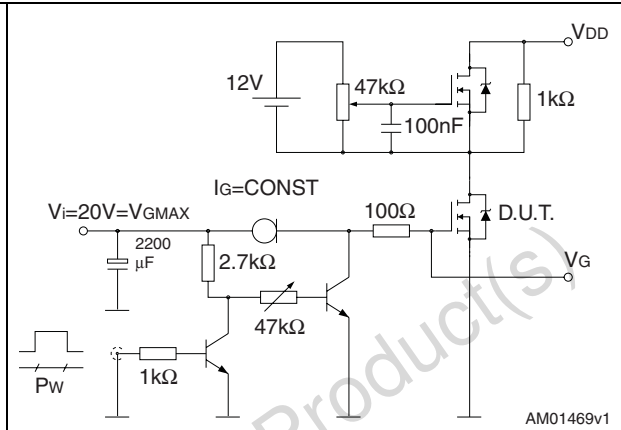 VDD
12V
47kΩ
1kΩ
100nF
IG=CONST
Vi=20V=VGMAX
100Ω
D.U.T.
2200
μF
2.7kΩ
VG
47kΩ
1kΩ
PW
Product(s)
AM01469v1